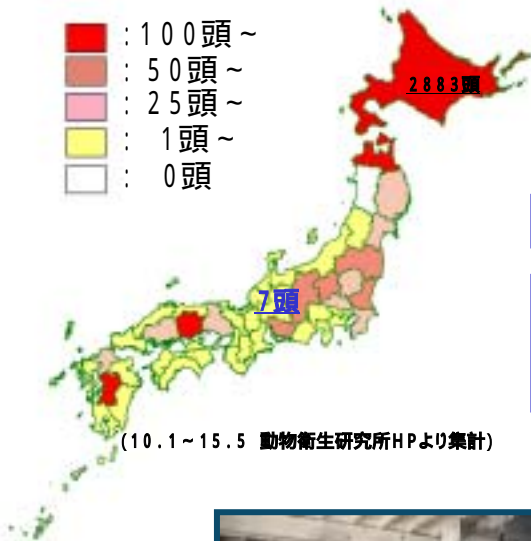 :100頭~
:50頭~
:25頭~
: 1頭~
: 0頭
2883頭
7頭
(10.1~15.5 動物衛生研究所HPより集計)